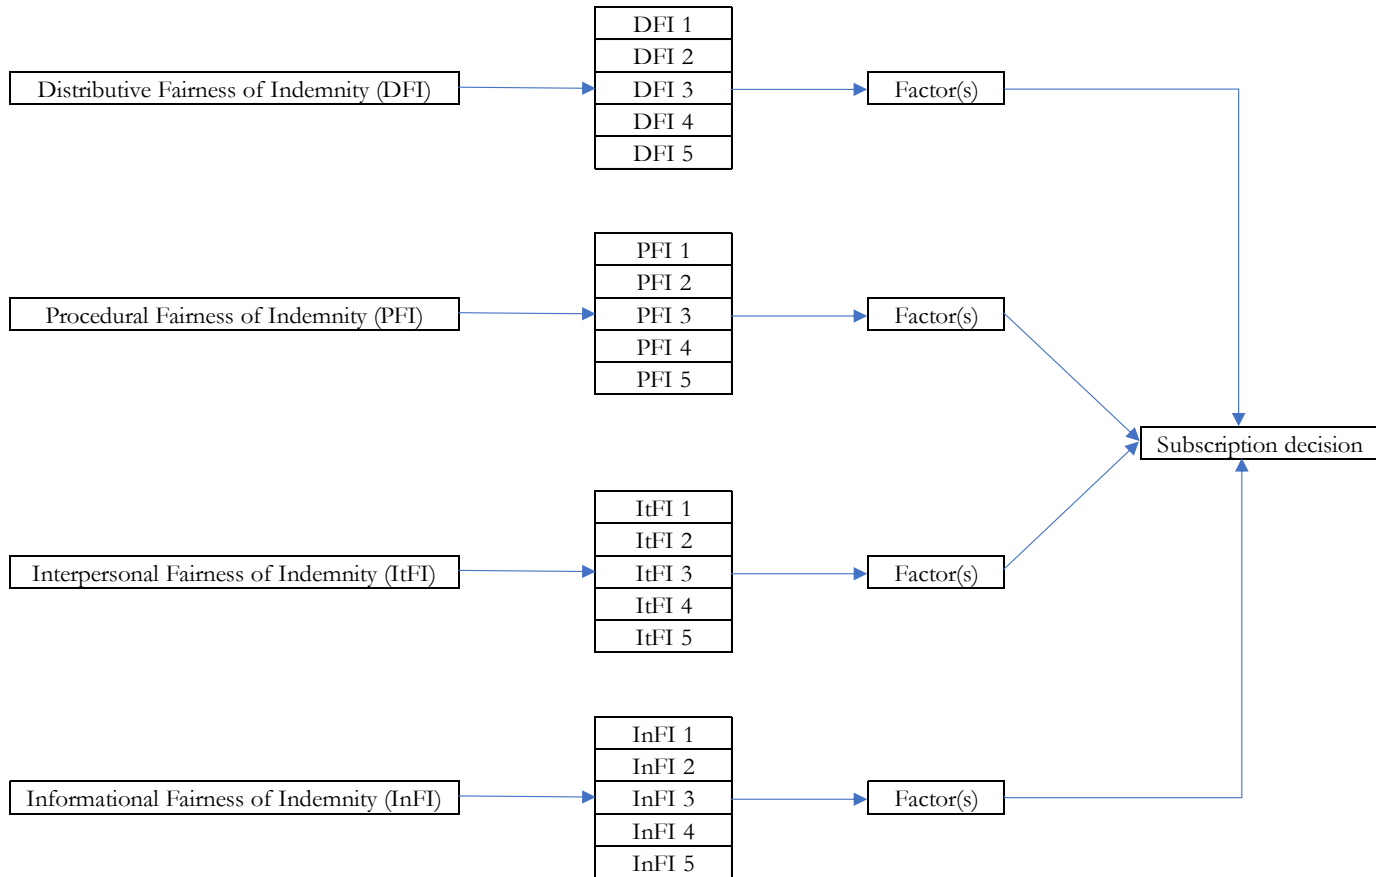 DFI 1
DFI 2
Distributive Fairness of Indemnity (DFI)
DFI 3
Factor(s)
DFI 4
DFI 5
PFI 1
PFI 2
Procedural Fairness of Indemnity (PFI)
PFI 3
Factor(s)
PFI 4
PFI 5
Subscription decision
ItFI 1
ItFI 2
Interpersonal Fairness of Indemnity (ItFI)
ItFI 3
Factor(s)
ItFI 4
ItFI 5
InFI 1
InFI 2
Informational Fairness of Indemnity (InFI)
InFI 3
Factor(s)
InFI 4
InFI 5